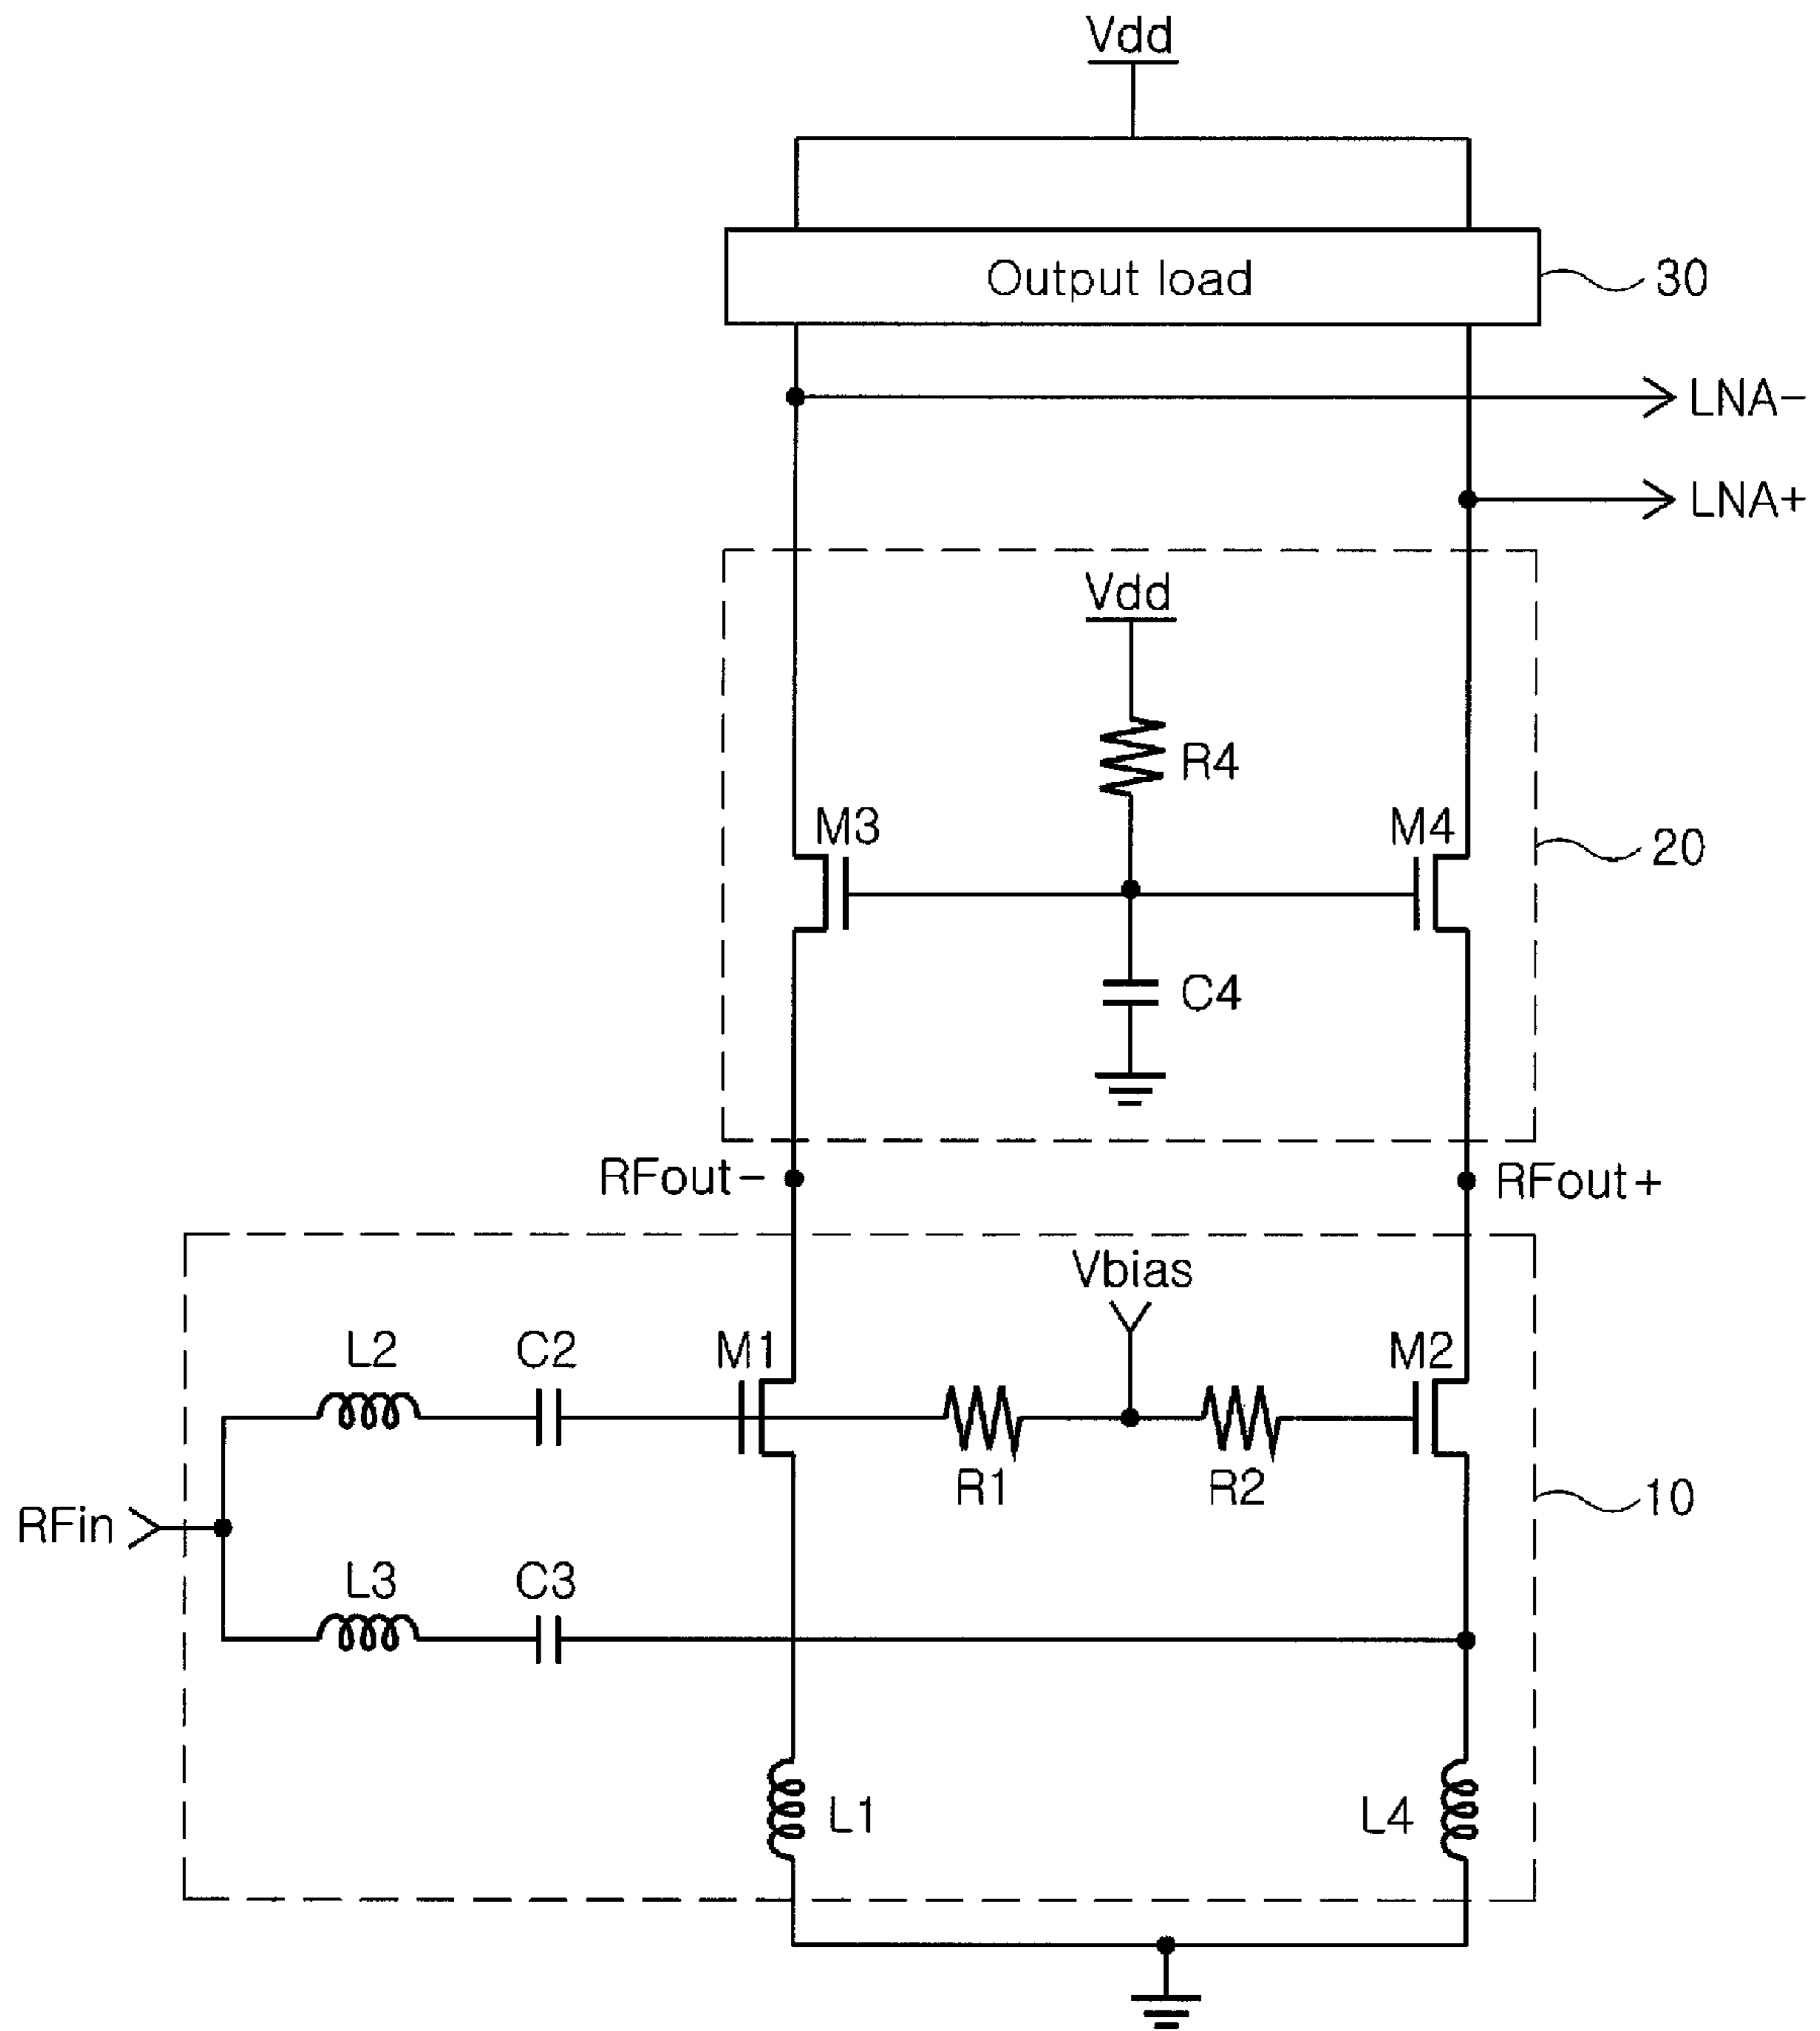 Vdd
Output load
30
LNA−
LNA+
Vdd
R4
M3
M4
20
C4
RFout−
RFout+
Vbias
L2
C2
M1
M2
R1
R2
10
RFin
L3
C3
L1
L4